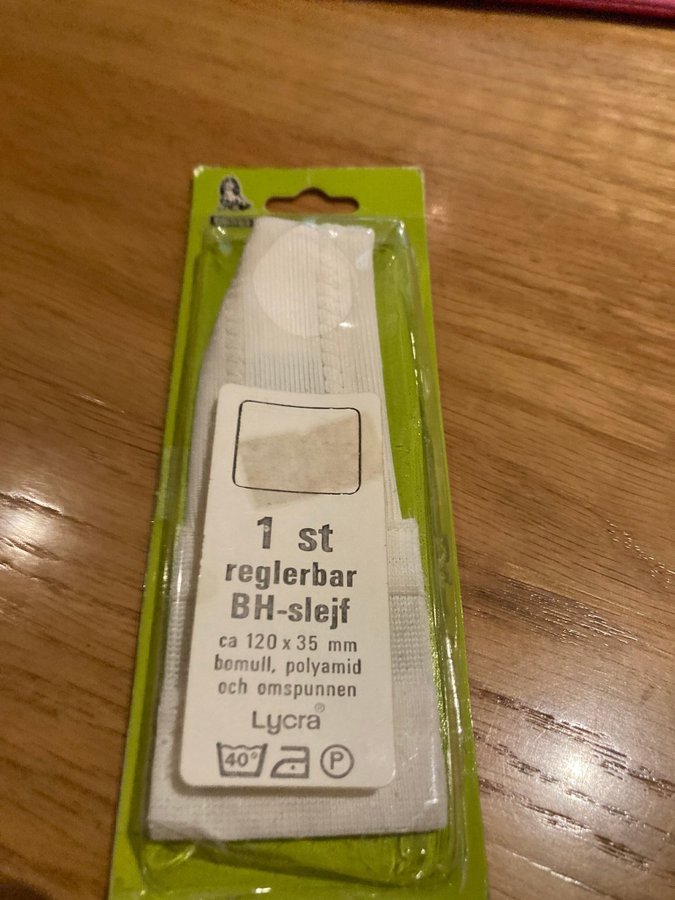 1 st
reglerbar
BH-slejf
ca 120 x 35 mm
bomull, polyamid
och omspunnen
Lycra®
40° P